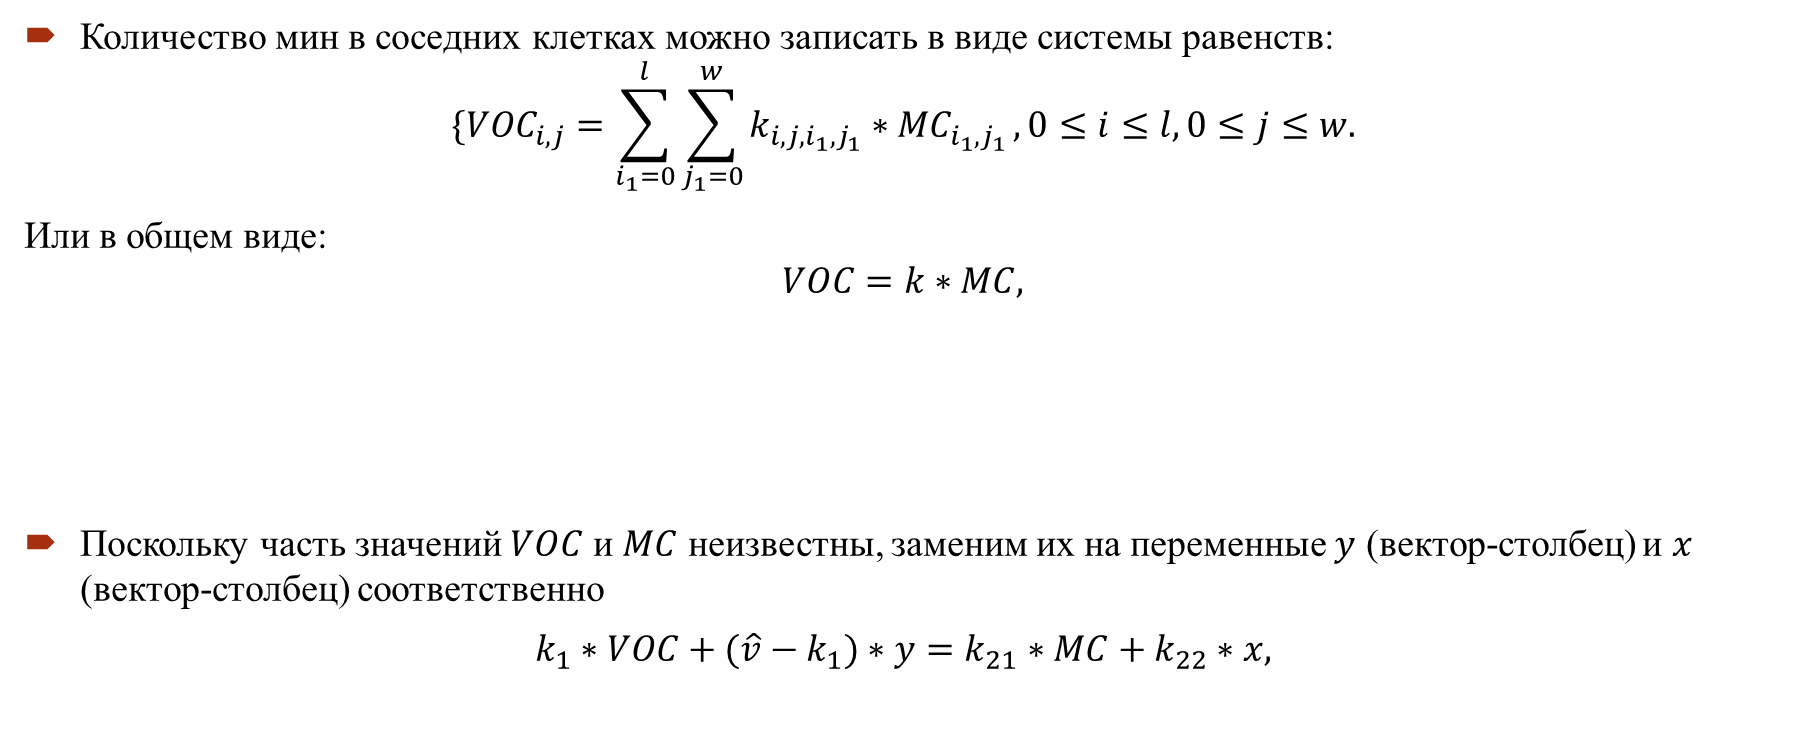 Количество мин в соседних клетках можно записать в виде системы равенств:
{VOC_{i,j} = \sum_{i_1=0}^{l} \sum_{j_1=0}^{w} k_{i,j,i_1,j_1} * MC_{i_1,j_1}, 0 ≤ i ≤ l, 0 ≤ j ≤ w.
Или в общем виде:
VOC = k * MC,
Поскольку часть значений VOC и MC неизвестны, заменим их на переменные y (вектор-столбец) и x
(вектор-столбец) соответственно
k_1 * VOC + (\hat{v} − k_1) * y = k_{21} * MC + k_{22} * x,